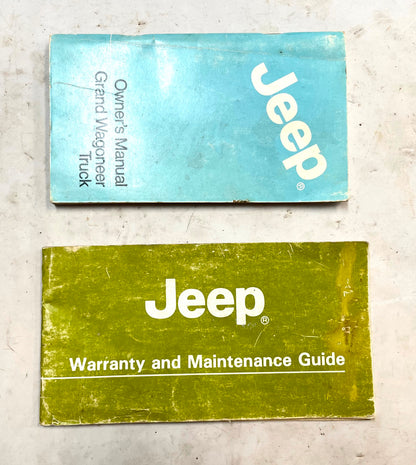 Jeep®
Owner's Manual
Grand Wagoneer
Truck
Jeep®
Warranty and Maintenance Guide